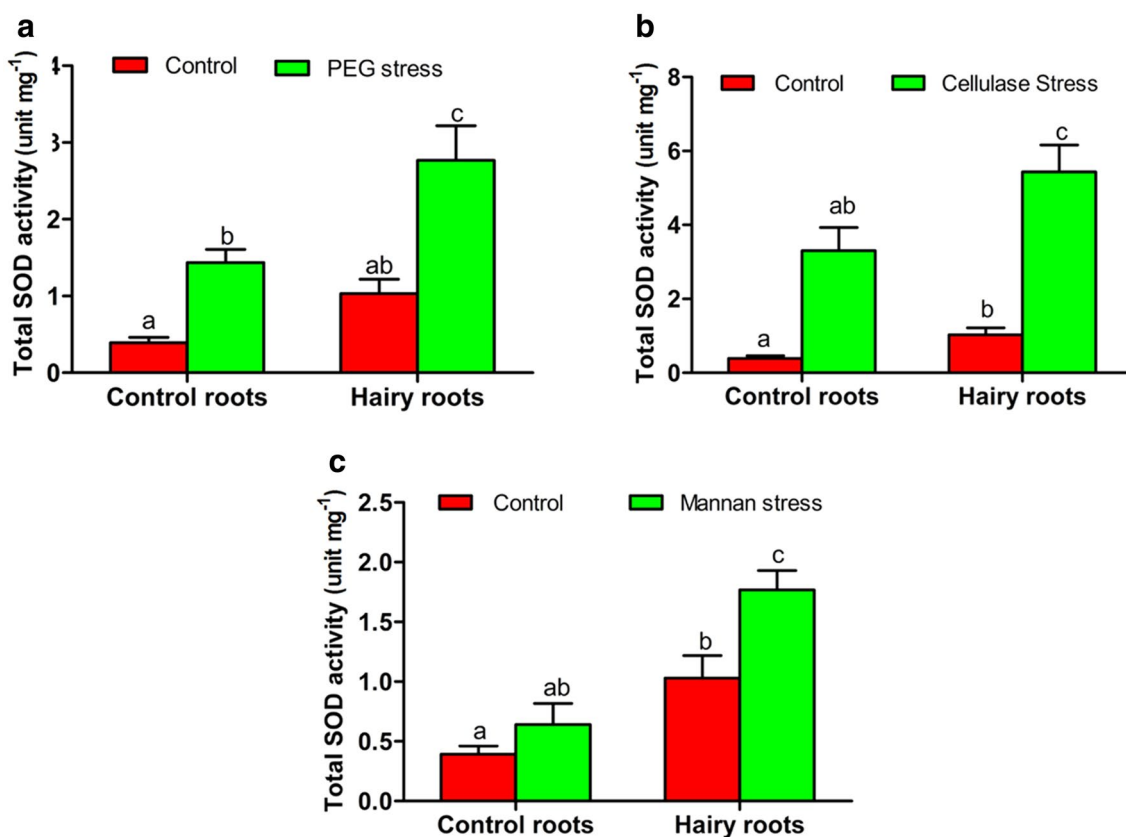 a
Total SOD activity (unit mg-1)
Control PEG stress
4
3
2
1
0
a
b
ab
c
Control roots Hairy roots
b
Total SOD activity (unit mg-1)
Control Cellulase Stress
8
6
4
2
0
a
ab
b
c
Control roots Hairy roots
c
Total SOD activity (unit mg-1)
Control Mannan stress
2.5
2.0
1.5
1.0
0.5
0.0
a
ab
b
c
Control roots Hairy roots